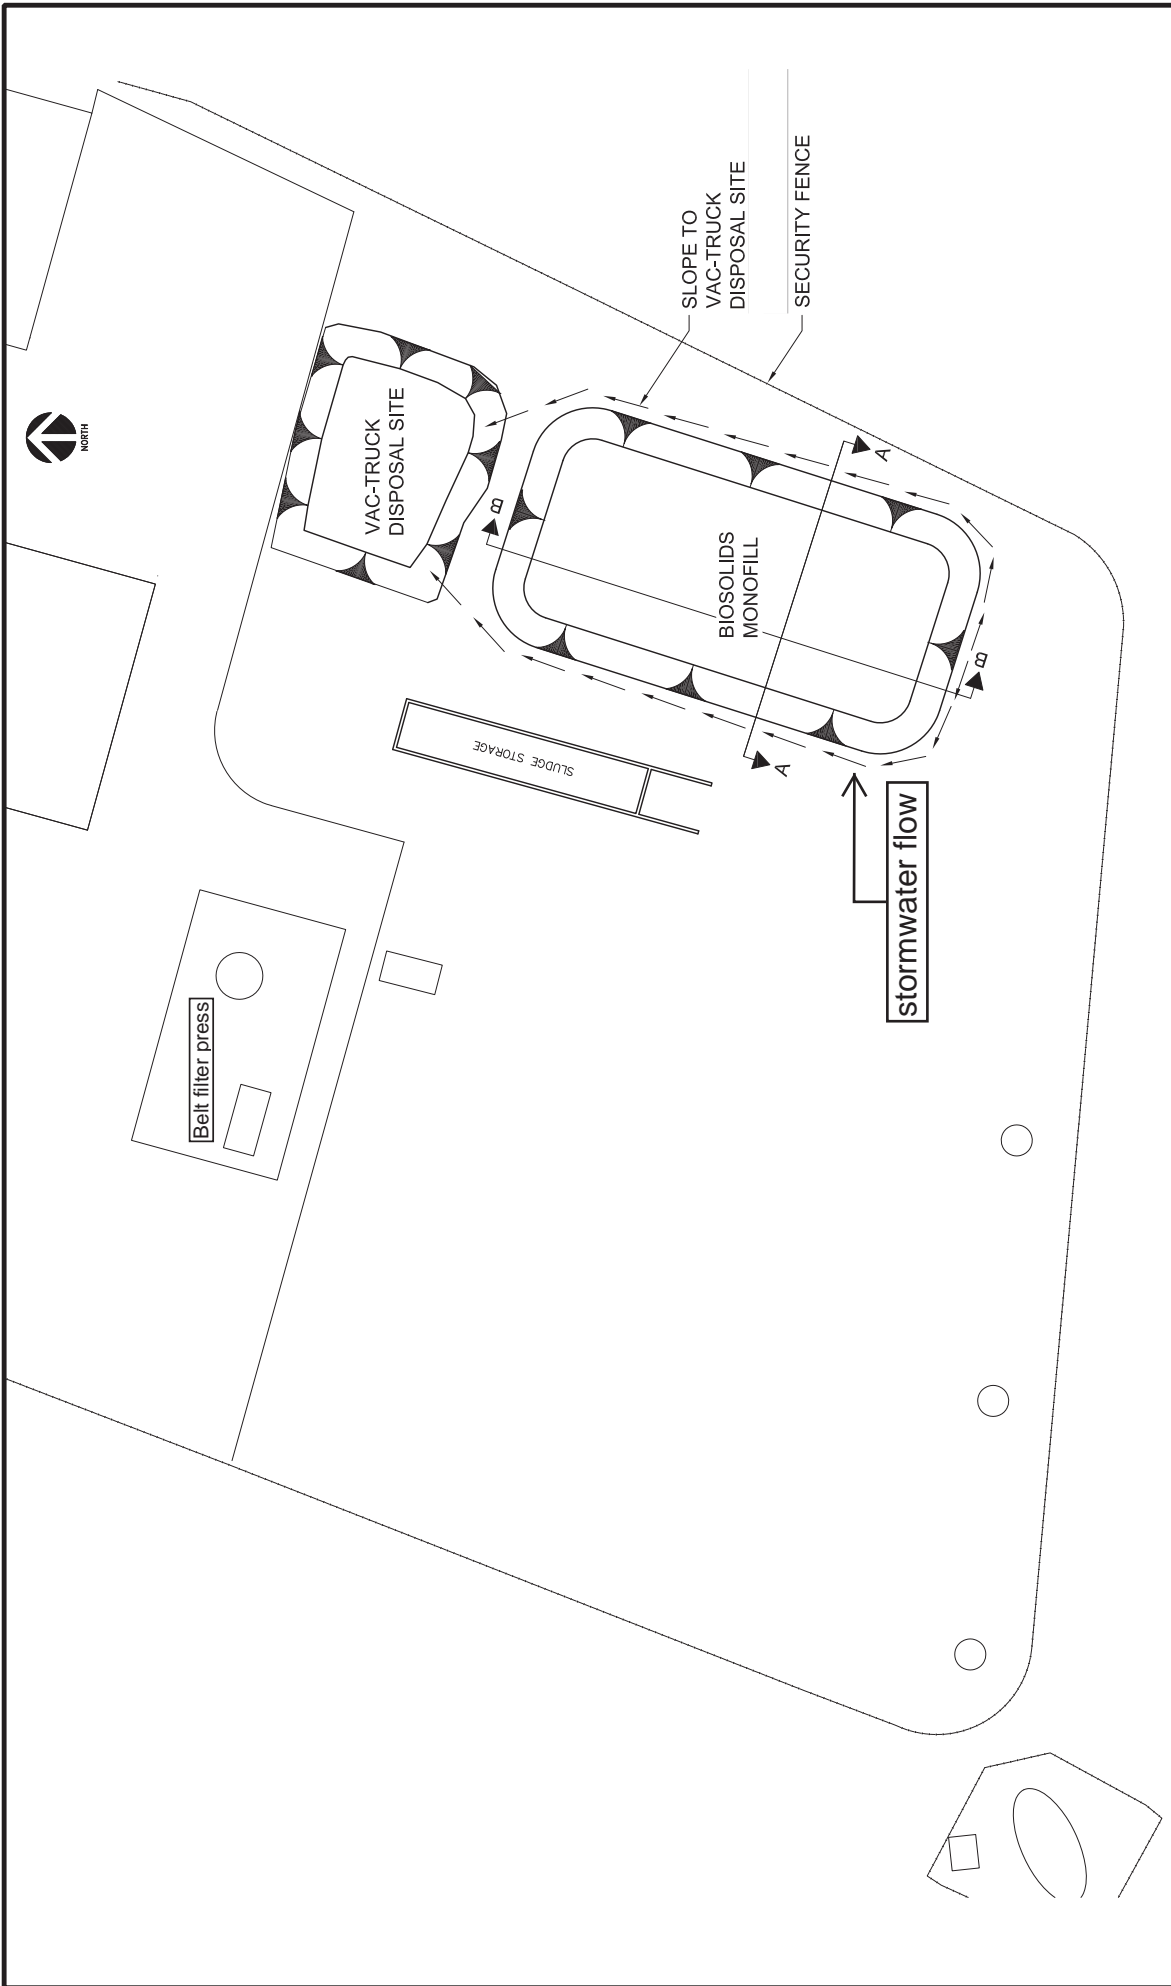 NORTH
VAC-TRUCK
DISPOSAL SITE
SLOPE TO
VAC-TRUCK
DISPOSAL SITE
SECURITY FENCE
B
A
BIOSOLIDS
MONOFILL
B
A
SLUDGE STORAGE
stormwater flow
Belt filter press